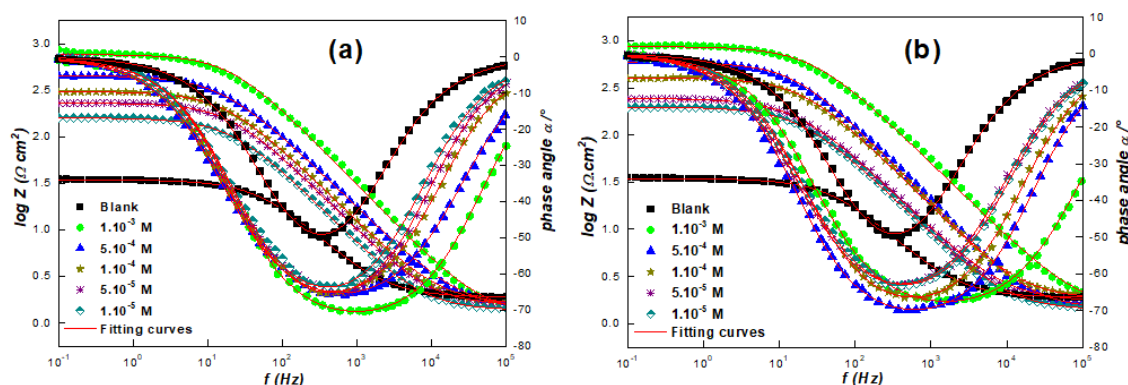 (a)
log Z (Ω cm²)
3.0
2.5
2.0
1.5
1.0
0.5
0.0
Blank
1.10⁻³ M
5.10⁻⁴ M
1.10⁻⁴ M
5.10⁻⁵ M
1.10⁻⁵ M
Fitting curves
10⁻¹ 10⁰ 10¹ 10² 10³ 10⁴ 10⁵
f (Hz)
10
0
-10
-20
-30
-40
-50
-60
-70
-80
phase angle α /°
(b)
log Z (Ω.cm²)
3.0
2.5
2.0
1.5
1.0
0.5
0.0
Blank
1.10⁻³ M
5.10⁻⁴ M
1.10⁻⁴ M
5.10⁻⁵ M
1.10⁻⁵ M
Fitting curves
10⁻¹ 10⁰ 10¹ 10² 10³ 10⁴ 10⁵
f (Hz)
10
0
-10
-20
-30
-40
-50
-60
-70
-80
phase angle α /°